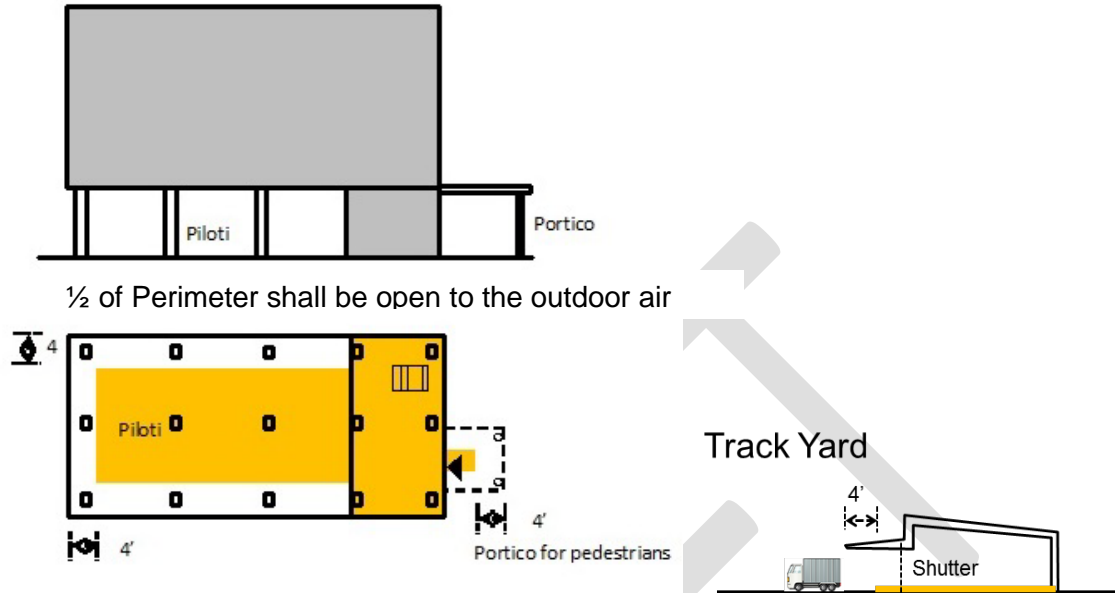 Piloti
Portico
½ of Perimeter shall be open to the outdoor air
4
Piloti
4’
4’
Portico for pedestrians
Track Yard
4’
Shutter